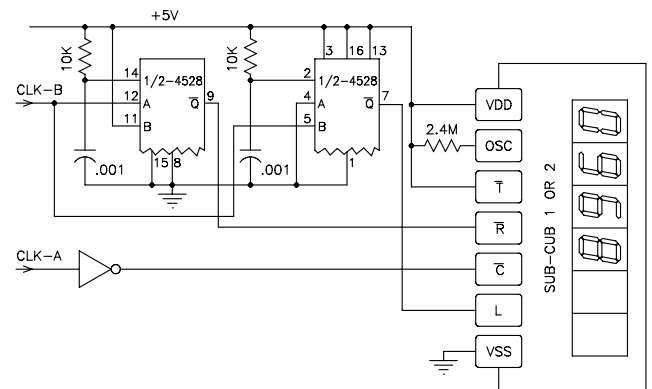 +5V
10K
10K
3 16 13
14
1/2-4528
2
1/2-4528
CLK-B
12
A
Q̅
9
4
A
Q̅
7
11
B
5
B
VDD
2.4M
OSC
.001
15 8
.001
1
T̅
R̅
CLK-A
C̅
L
VSS
SUB-CUB 1 OR 2